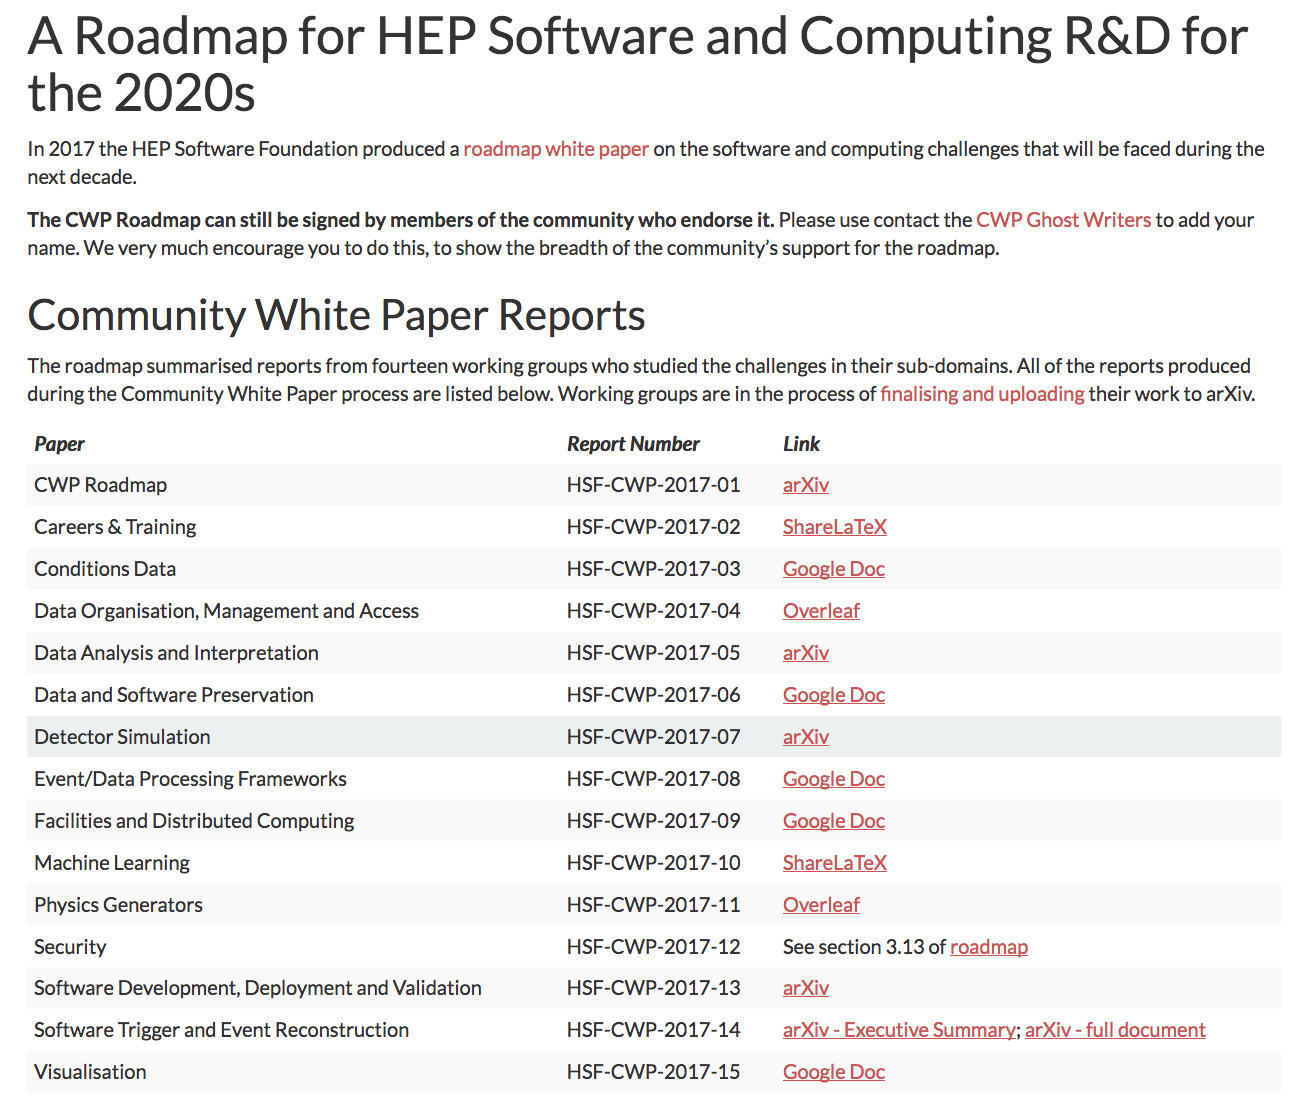 A Roadmap for HEP Software and Computing R&D for
the 2020s
In 2017 the HEP Software Foundation produced a roadmap white paper on the software and computing challenges that will be faced during the
next decade.
The CWP Roadmap can still be signed by members of the community who endorse it. Please use contact the CWP Ghost Writers to add your
name. We very much encourage you to do this, to show the breadth of the community's support for the roadmap.
Community White Paper Reports
The roadmap summarised reports from fourteen working groups who studied the challenges in their sub-domains. All of the reports produced
during the Community White Paper process are listed below. Working groups are in the process of finalising and uploading their work to arXiv.
Paper Report Number Link
CWP Roadmap HSF-CWP-2017-01 arXiv
Careers & Training HSF-CWP-2017-02 ShareLaTeX
Conditions Data HSF-CWP-2017-03 Google Doc
Data Organisation, Management and Access HSF-CWP-2017-04 Overleaf
Data Analysis and Interpretation HSF-CWP-2017-05 arXiv
Data and Software Preservation HSF-CWP-2017-06 Google Doc
Detector Simulation HSF-CWP-2017-07 arXiv
Event/Data Processing Frameworks HSF-CWP-2017-08 Google Doc
Facilities and Distributed Computing HSF-CWP-2017-09 Google Doc
Machine Learning HSF-CWP-2017-10 ShareLaTeX
Physics Generators HSF-CWP-2017-11 Overleaf
Security HSF-CWP-2017-12 See section 3.13 of roadmap
Software Development, Deployment and Validation HSF-CWP-2017-13 arXiv
Software Trigger and Event Reconstruction HSF-CWP-2017-14 arXiv - Executive Summary; arXiv - full document
Visualisation HSF-CWP-2017-15 Google Doc